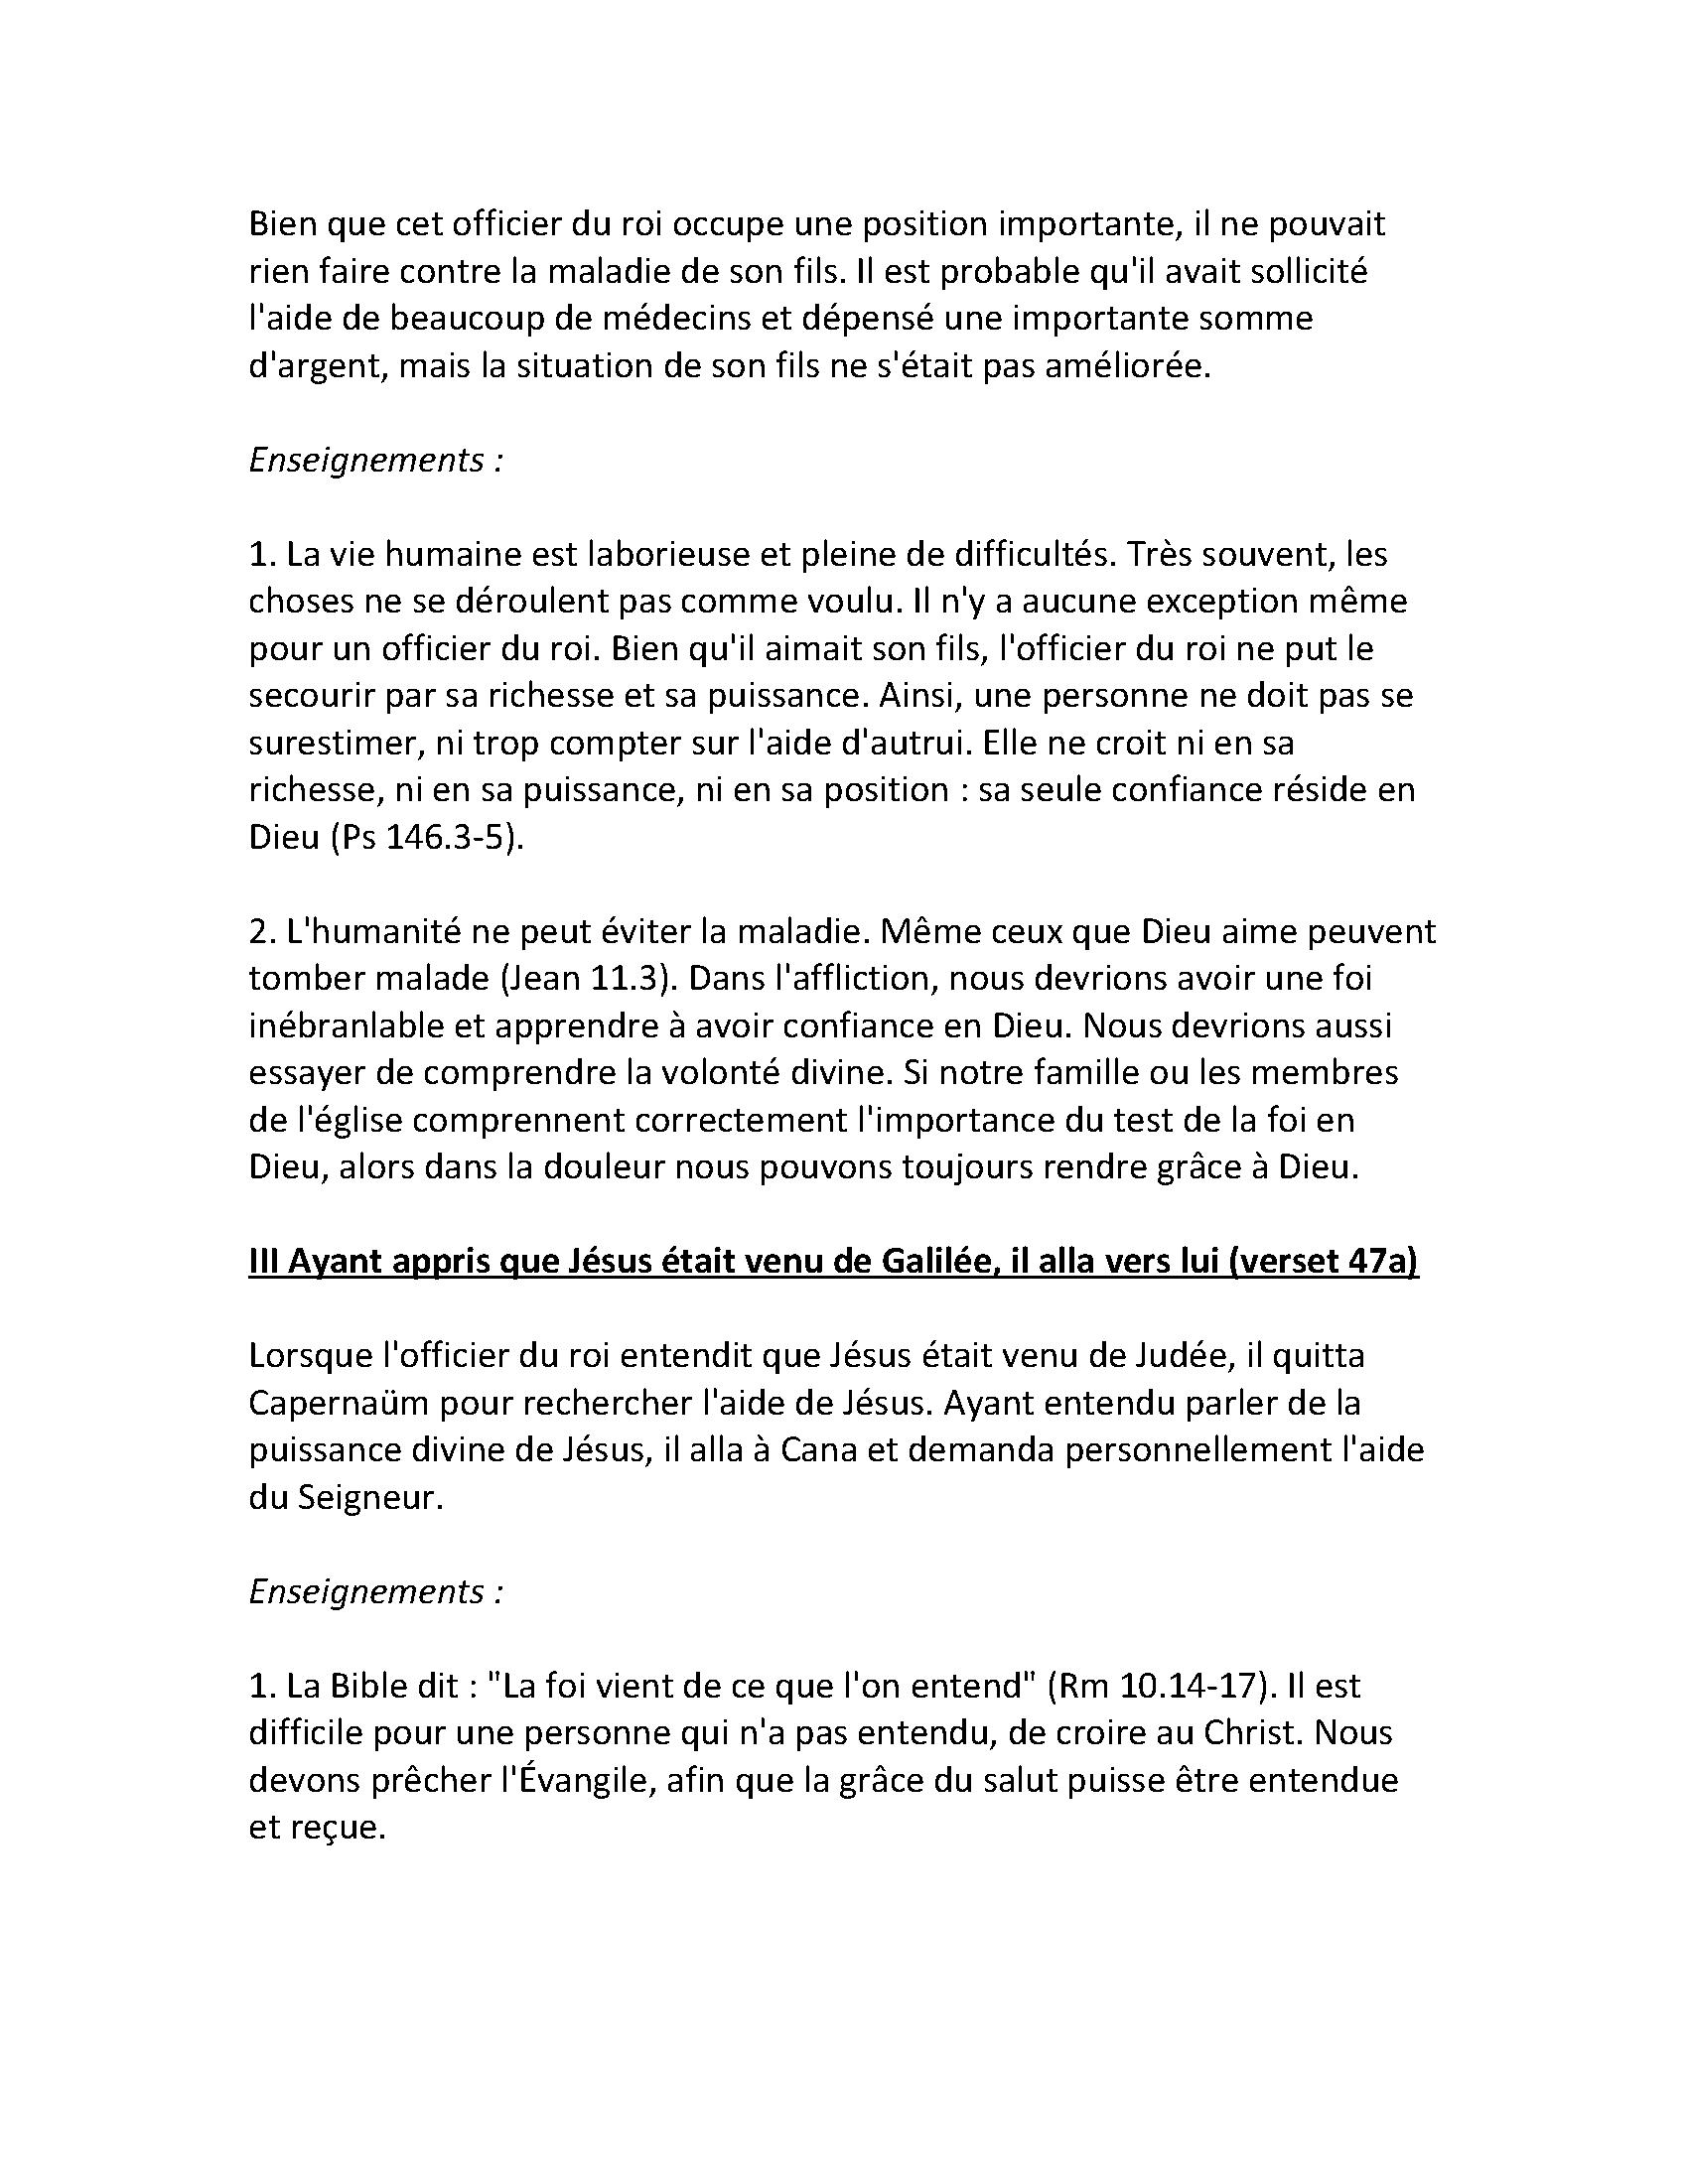 Bien que cet officier du roi occupe une position importante, il ne pouvait
rien faire contre la maladie de son fils. Il est probable qu'il avait sollicité
l'aide de beaucoup de médecins et dépensé une importante somme
d'argent, mais la situation de son fils ne s'était pas améliorée.
Enseignements :
1. La vie humaine est laborieuse et pleine de difficultés. Très souvent, les
choses ne se déroulent pas comme voulu. Il n'y a aucune exception même
pour un officier du roi. Bien qu'il aimait son fils, l'officier du roi ne put le
secourir par sa richesse et sa puissance. Ainsi, une personne ne doit pas se
surestimer, ni trop compter sur l'aide d'autrui. Elle ne croit ni en sa
richesse, ni en sa puissance, ni en sa position : sa seule confiance réside en
Dieu (Ps 146.3-5).
2. L'humanité ne peut éviter la maladie. Même ceux que Dieu aime peuvent
tomber malade (Jean 11.3). Dans l'affliction, nous devrions avoir une foi
inébranlable et apprendre à avoir confiance en Dieu. Nous devrions aussi
essayer de comprendre la volonté divine. Si notre famille ou les membres
de l'église comprennent correctement l'importance du test de la foi en
Dieu, alors dans la douleur nous pouvons toujours rendre grâce à Dieu.
III Ayant appris que Jésus était venu de Galilée, il alla vers lui (verset 47a)
Lorsque l'officier du roi entendit que Jésus était venu de Judée, il quitta
Capernaüm pour rechercher l'aide de Jésus. Ayant entendu parler de la
puissance divine de Jésus, il alla à Cana et demanda personnellement l'aide
du Seigneur.
Enseignements :
1. La Bible dit : "La foi vient de ce que l'on entend" (Rm 10.14-17). Il est
difficile pour une personne qui n'a pas entendu, de croire au Christ. Nous
devons prêcher l'Évangile, afin que la grâce du salut puisse être entendue
et reçue.